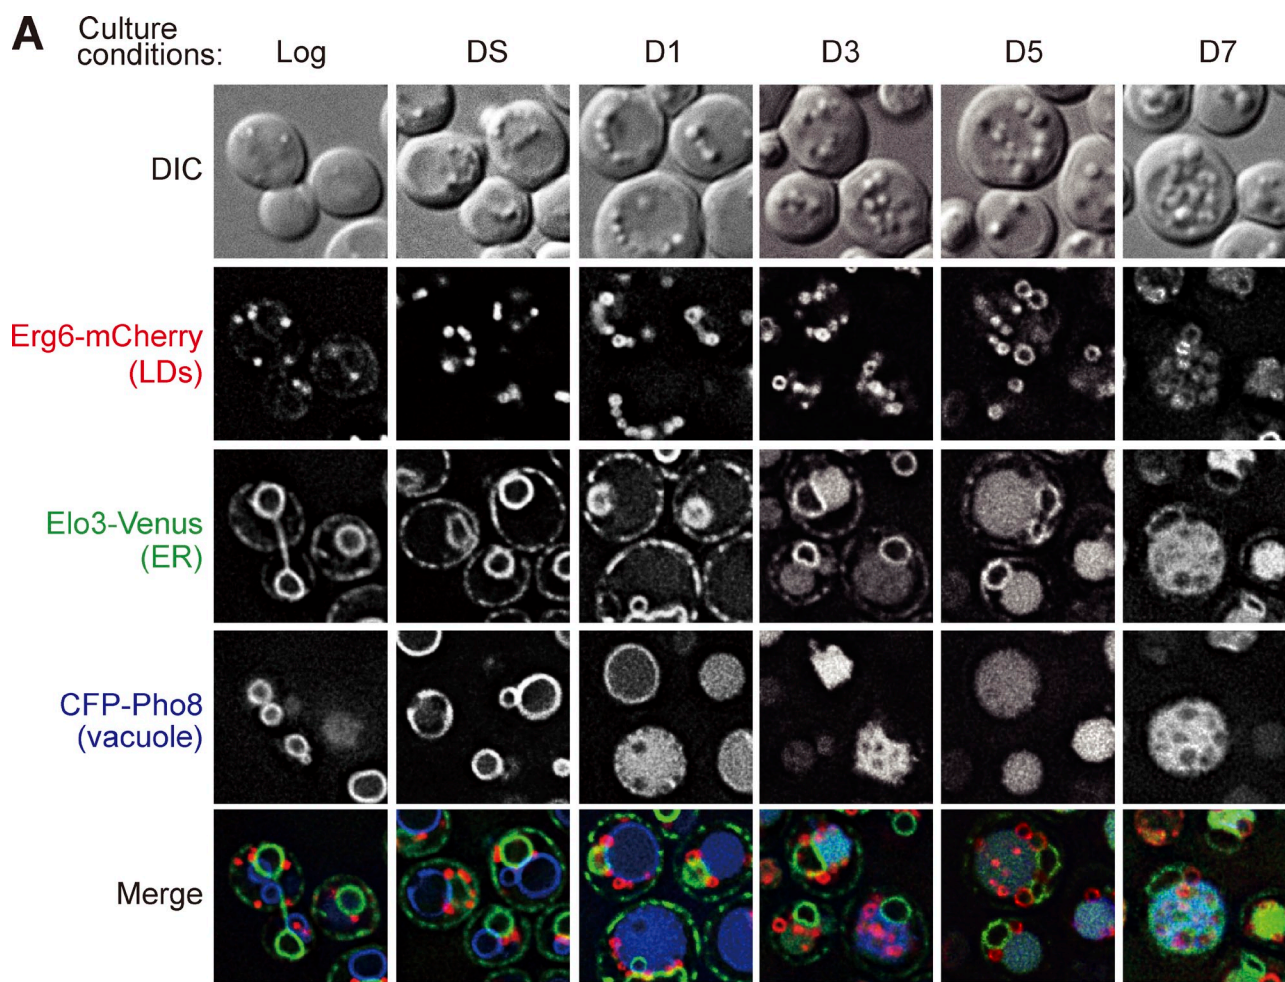 A
Culture
conditions:
Log
DS
D1
D3
D5
D7
DIC
Erg6-mCherry
(LDs)
Elo3-Venus
(ER)
CFP-Pho8
(vacuole)
Merge